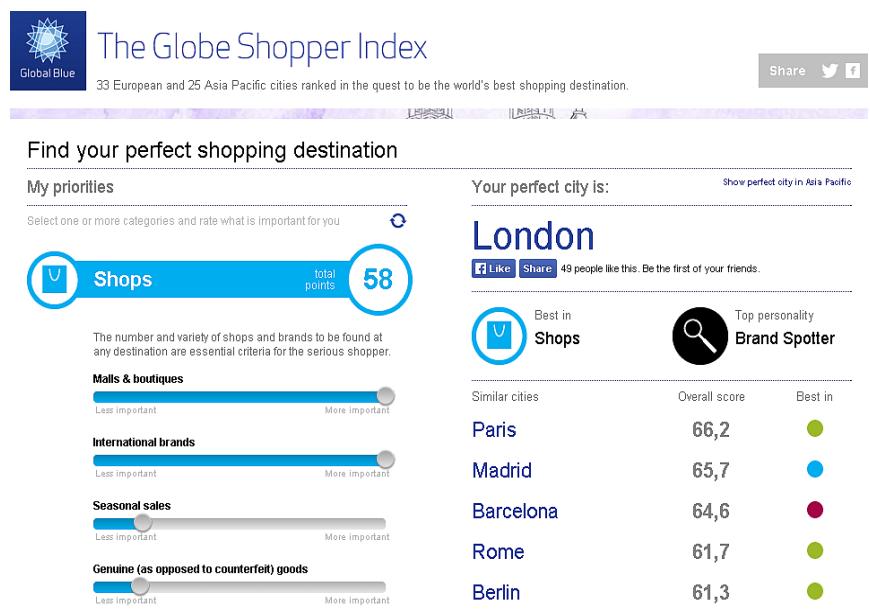 Global Blue
The Globe Shopper Index
33 European and 25 Asia Pacific cities ranked in the quest to be the world's best shopping destination.
Share
Find your perfect shopping destination
My priorities
Select one or more categories and rate what is important for you
Shops
total
points
58
The number and variety of shops and brands to be found at
any destination are essential criteria for the serious shopper.
Malls & boutiques
Less important More important
International brands
Less important More important
Seasonal sales
Less important More important
Genuine (as opposed to counterfeit) goods
Less important More important
Your perfect city is:
Show perfect city in Asia Pacific
London
Like Share 49 people like this. Be the first of your friends.
Best in
Shops
Top personality
Brand Spotter
Similar cities Overall score Best in
Paris 66,2
Madrid 65,7
Barcelona 64,6
Rome 61,7
Berlin 61,3